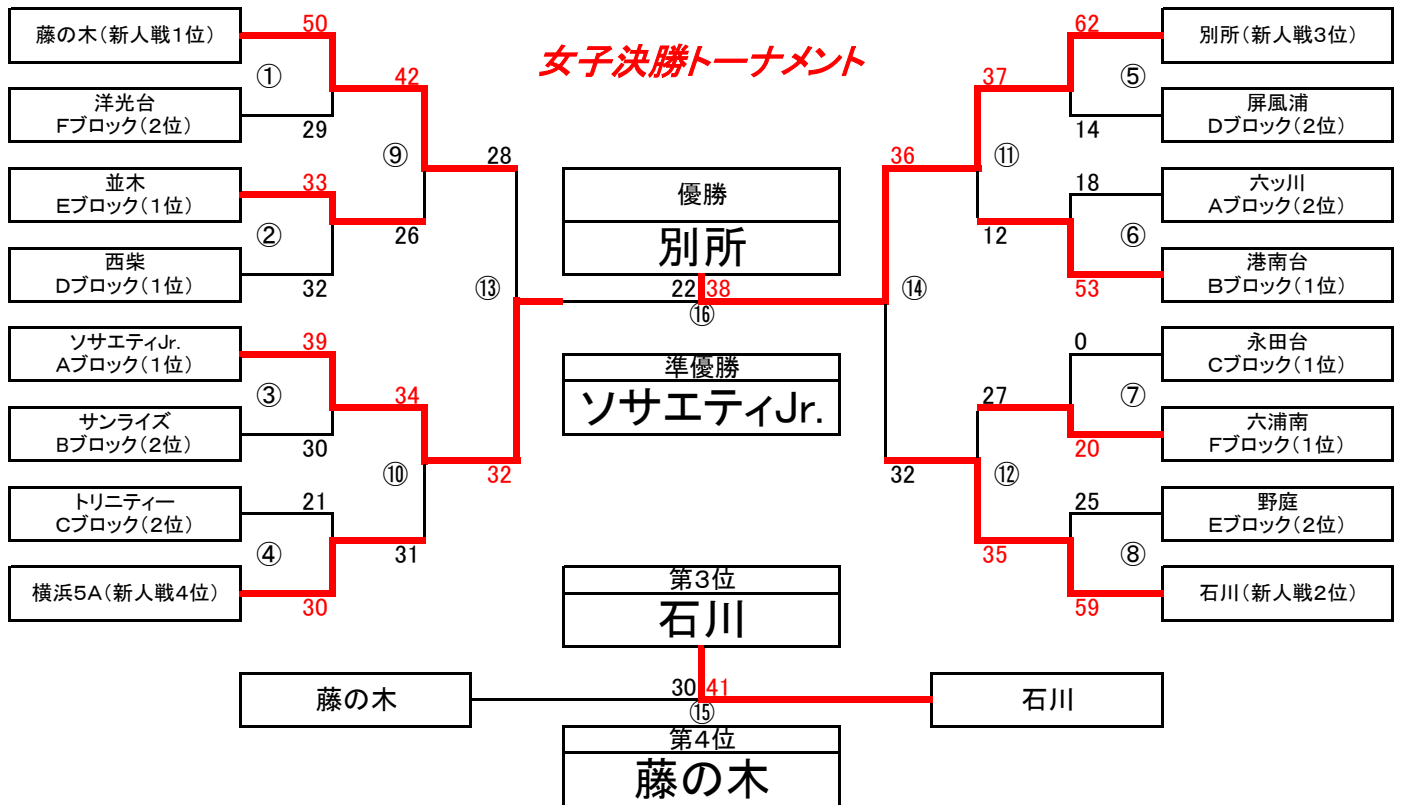 女子決勝トーナメント
藤の木(新人戦1位)
50
①
洋光台
Fブロック(2位)
29
42
⑨
並木
Eブロック(1位)
33
②
西柴
Dブロック(1位)
32
26
28
⑬
ソサエティJr.
Aブロック(1位)
39
③
サンライズ
Bブロック(2位)
30
34
⑩
トリニティー
Cブロック(2位)
21
④
横浜5A(新人戦4位)
30
31
32
優勝
別所
22
38
⑯
準優勝
ソサエティJr.
62
別所(新人戦3位)
⑤
屏風浦
Dブロック(2位)
14
37
⑪
36
18
六ッ川
Aブロック(2位)
⑥
港南台
Bブロック(1位)
53
12
⑭
0
永田台
Cブロック(1位)
⑦
六浦南
Fブロック(1位)
20
27
⑫
32
25
野庭
Eブロック(2位)
⑧
石川(新人戦2位)
59
35
第3位
石川
藤の木
30
41
⑮
石川
第4位
藤の木